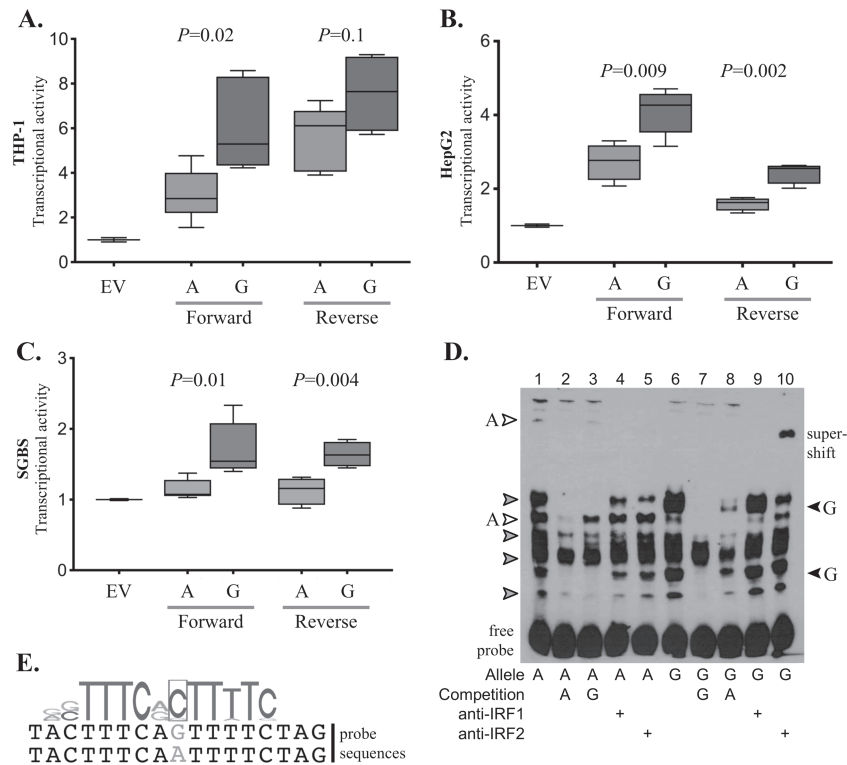 A.
P=0.02 P=0.1
THP-1
Transcriptional activity
10
8
6
4
2
0
EV A G A G
Forward Reverse
B.
P=0.009 P=0.002
HepG2
Transcriptional activity
6
4
2
0
EV A G A G
Forward Reverse
C.
P=0.01 P=0.004
SGBS
Transcriptional activity
3
2
1
0
EV A G A G
Forward Reverse
D.
1 2 3 4 5 6 7 8 9 10
A
super-
shift
G
A
G
free
probe
Allele A A A A A G G G G G
Competition A G G A
anti-IRF1 + +
anti-IRF2 + +
E.
TTTC C TTTTC
TACTTTCAGTTTTCTAG probe
TACTTTCAATTTTCTAG sequences